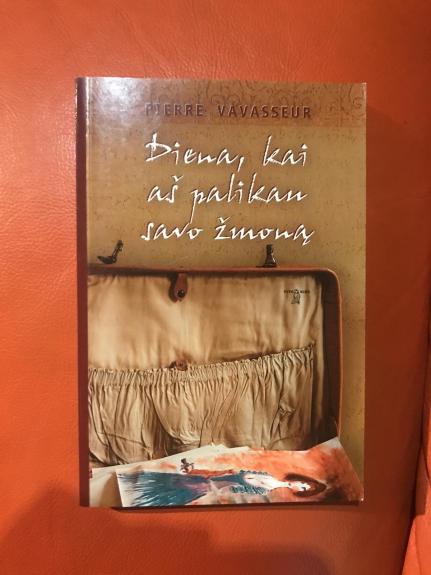 PIERRE VAVASSEUR
Diena, kai
aš palikau
savo žmoną